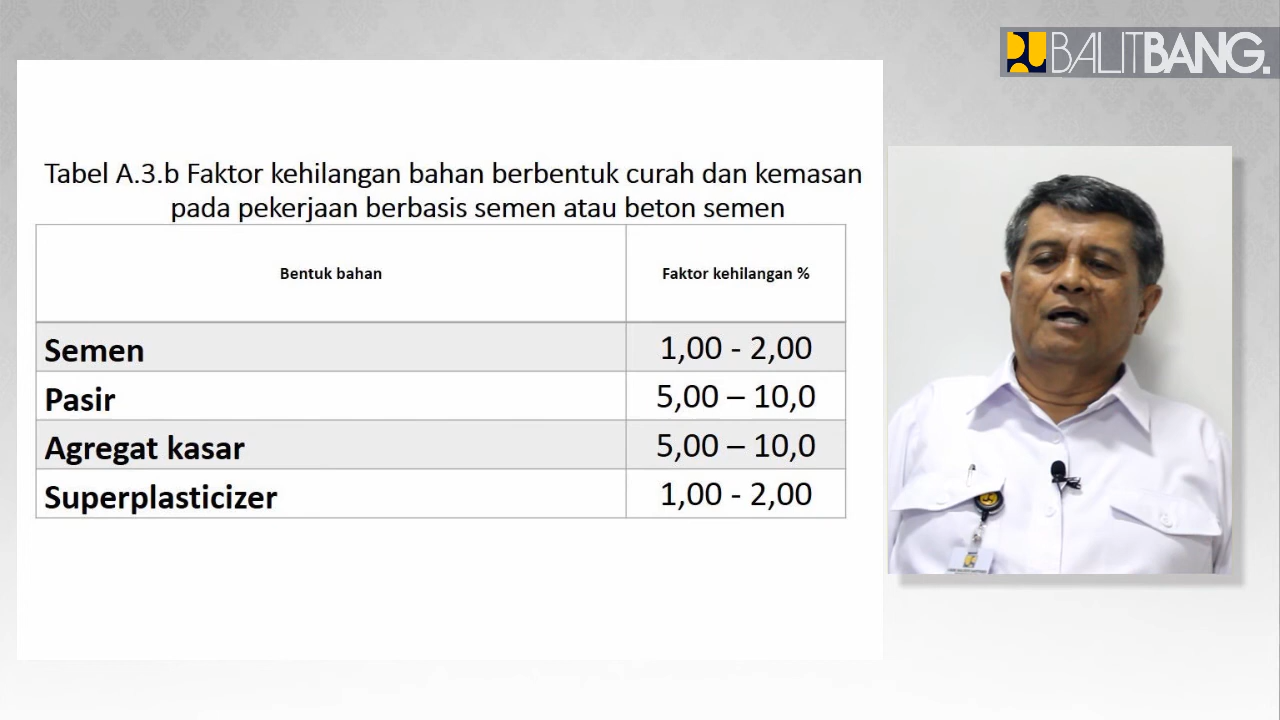 BALITBANG.
Tabel A.3.b Faktor kehilangan bahan berbentuk curah dan kemasan
pada pekerjaan berbasis semen atau beton semen
Bentuk bahan Faktor kehilangan %
Semen 1,00 - 2,00
Pasir 5,00 – 10,0
Agregat kasar 5,00 – 10,0
Superplasticizer 1,00 - 2,00